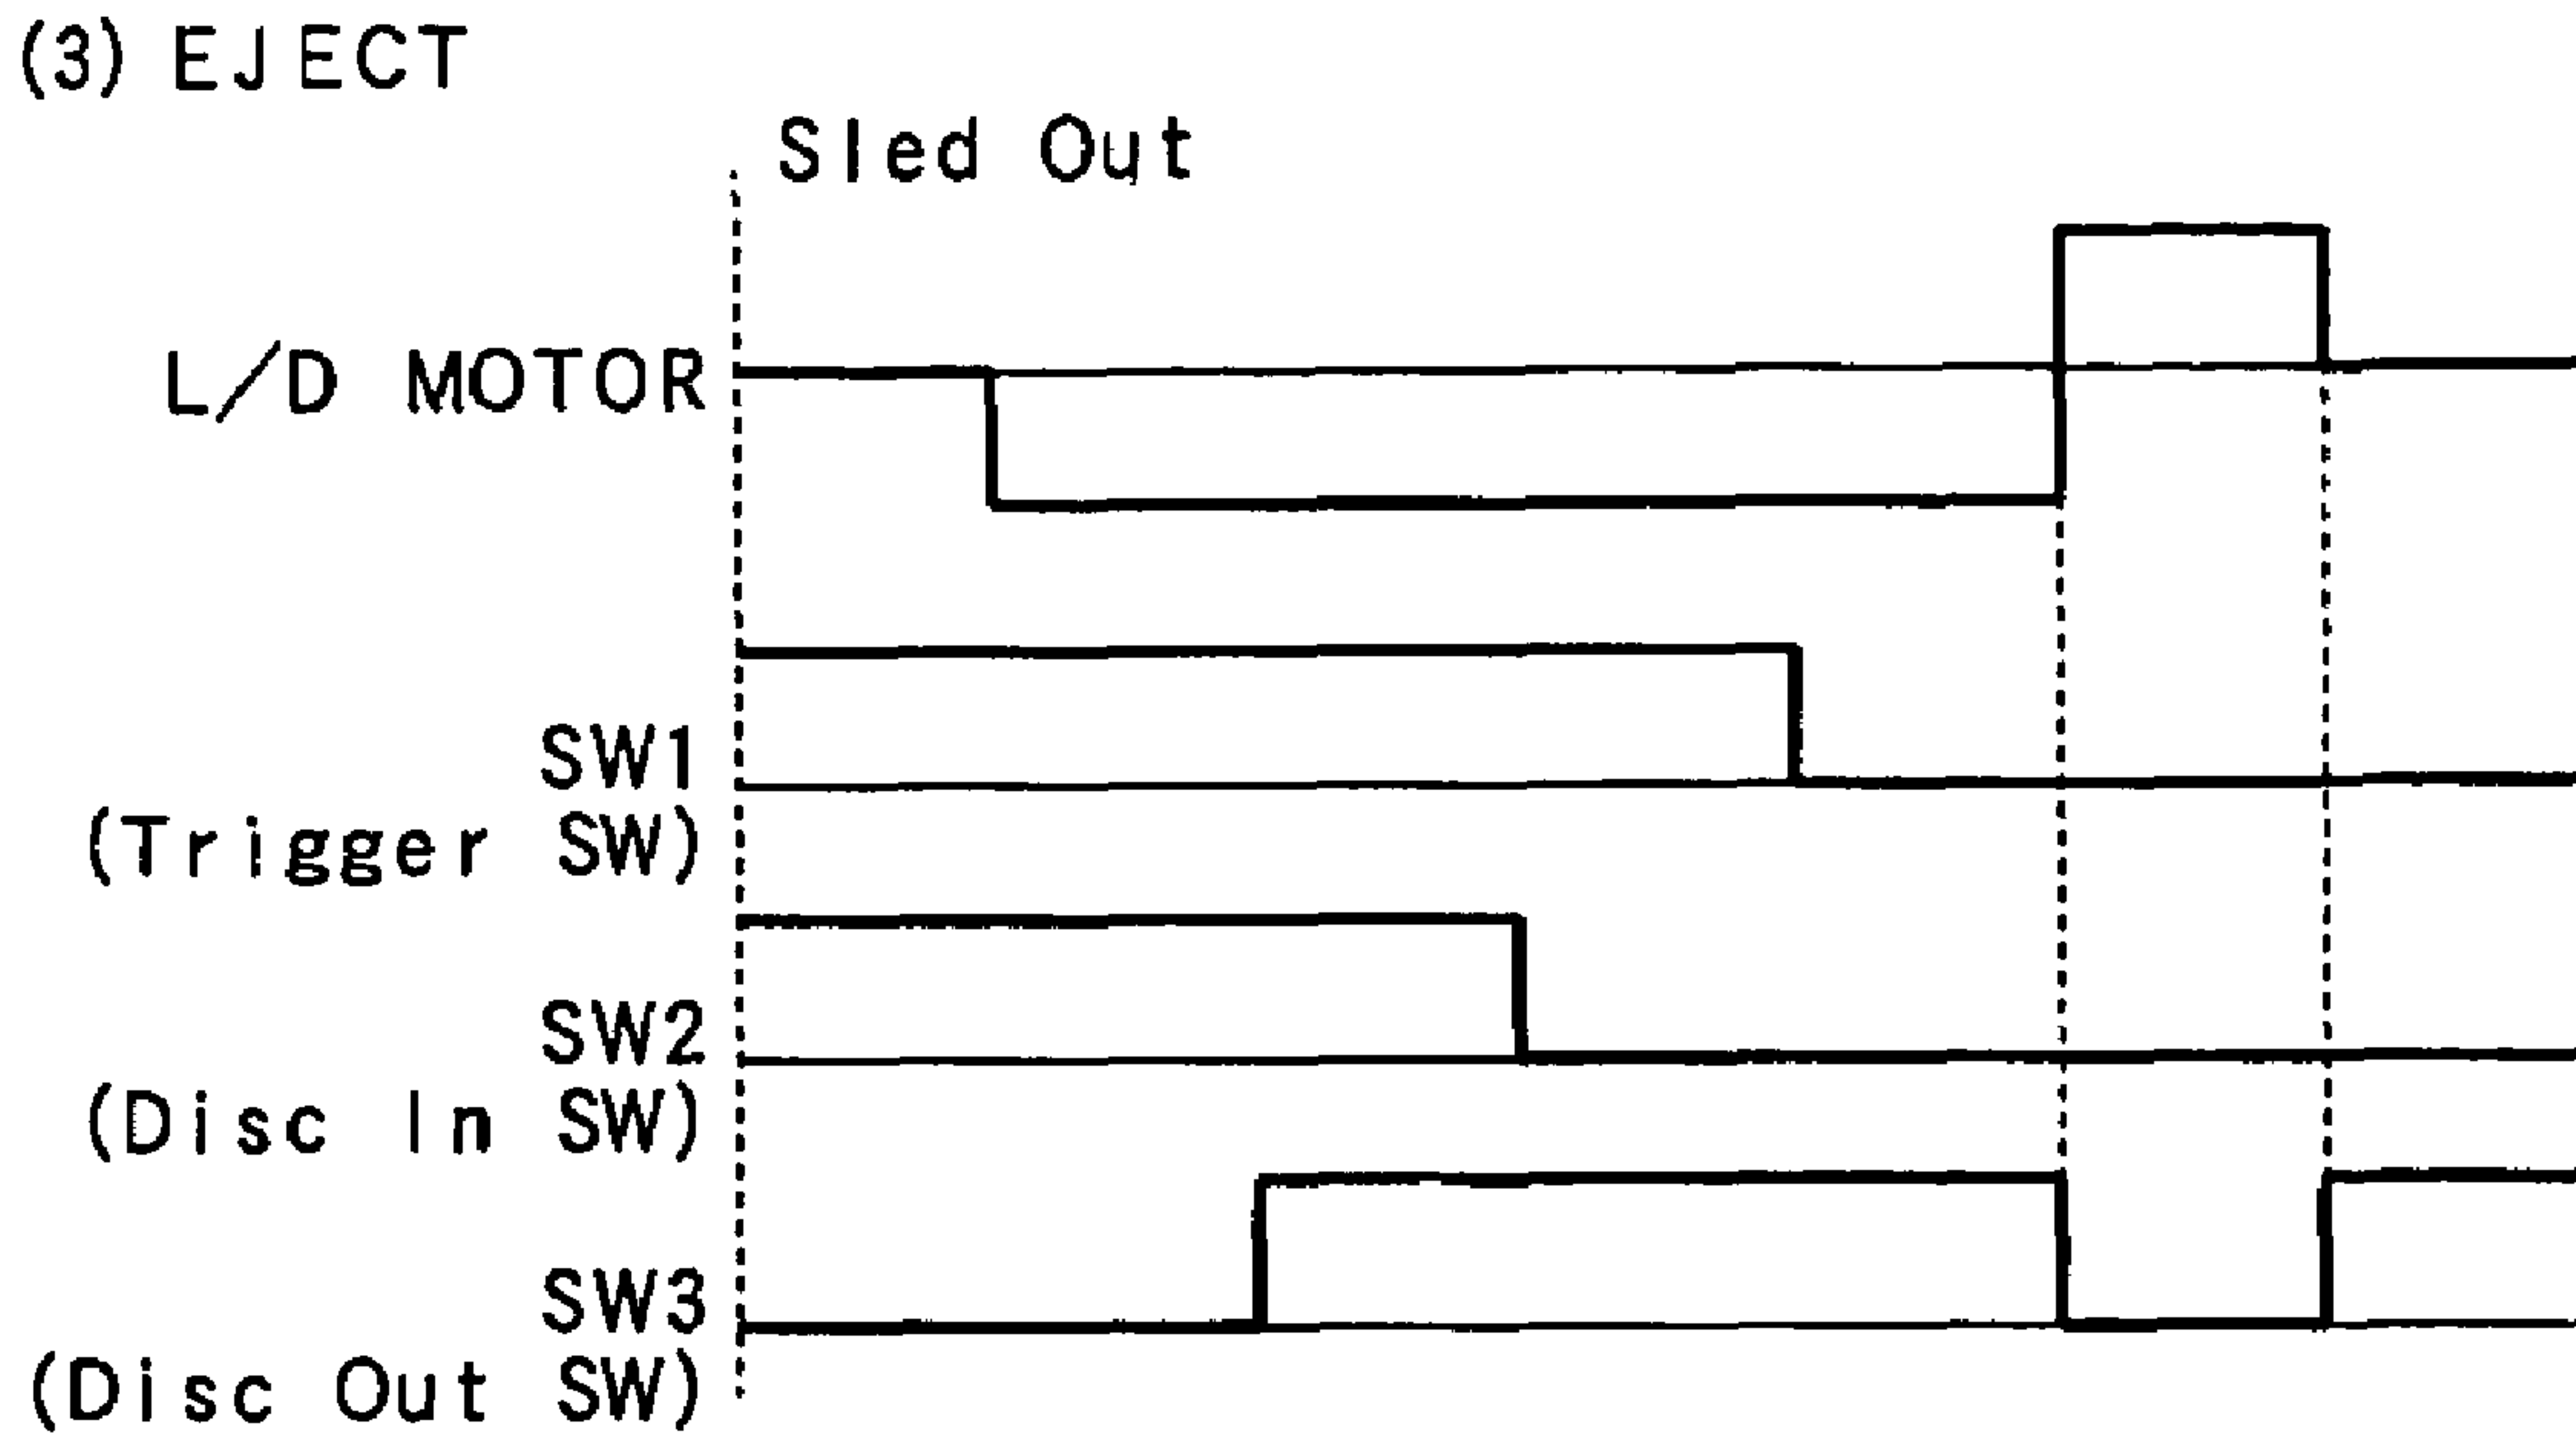 (3) EJECT
Sled Out
L/D MOTOR
SW1
(Trigger SW)
SW2
(Disc In SW)
SW3
(Disc Out SW)